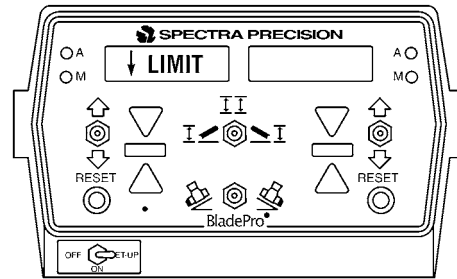 SPECTRA PRECISION
A
↓ LIMIT
A
M
M
RESET
RESET
BladePro
OFF
SET-UP
ON